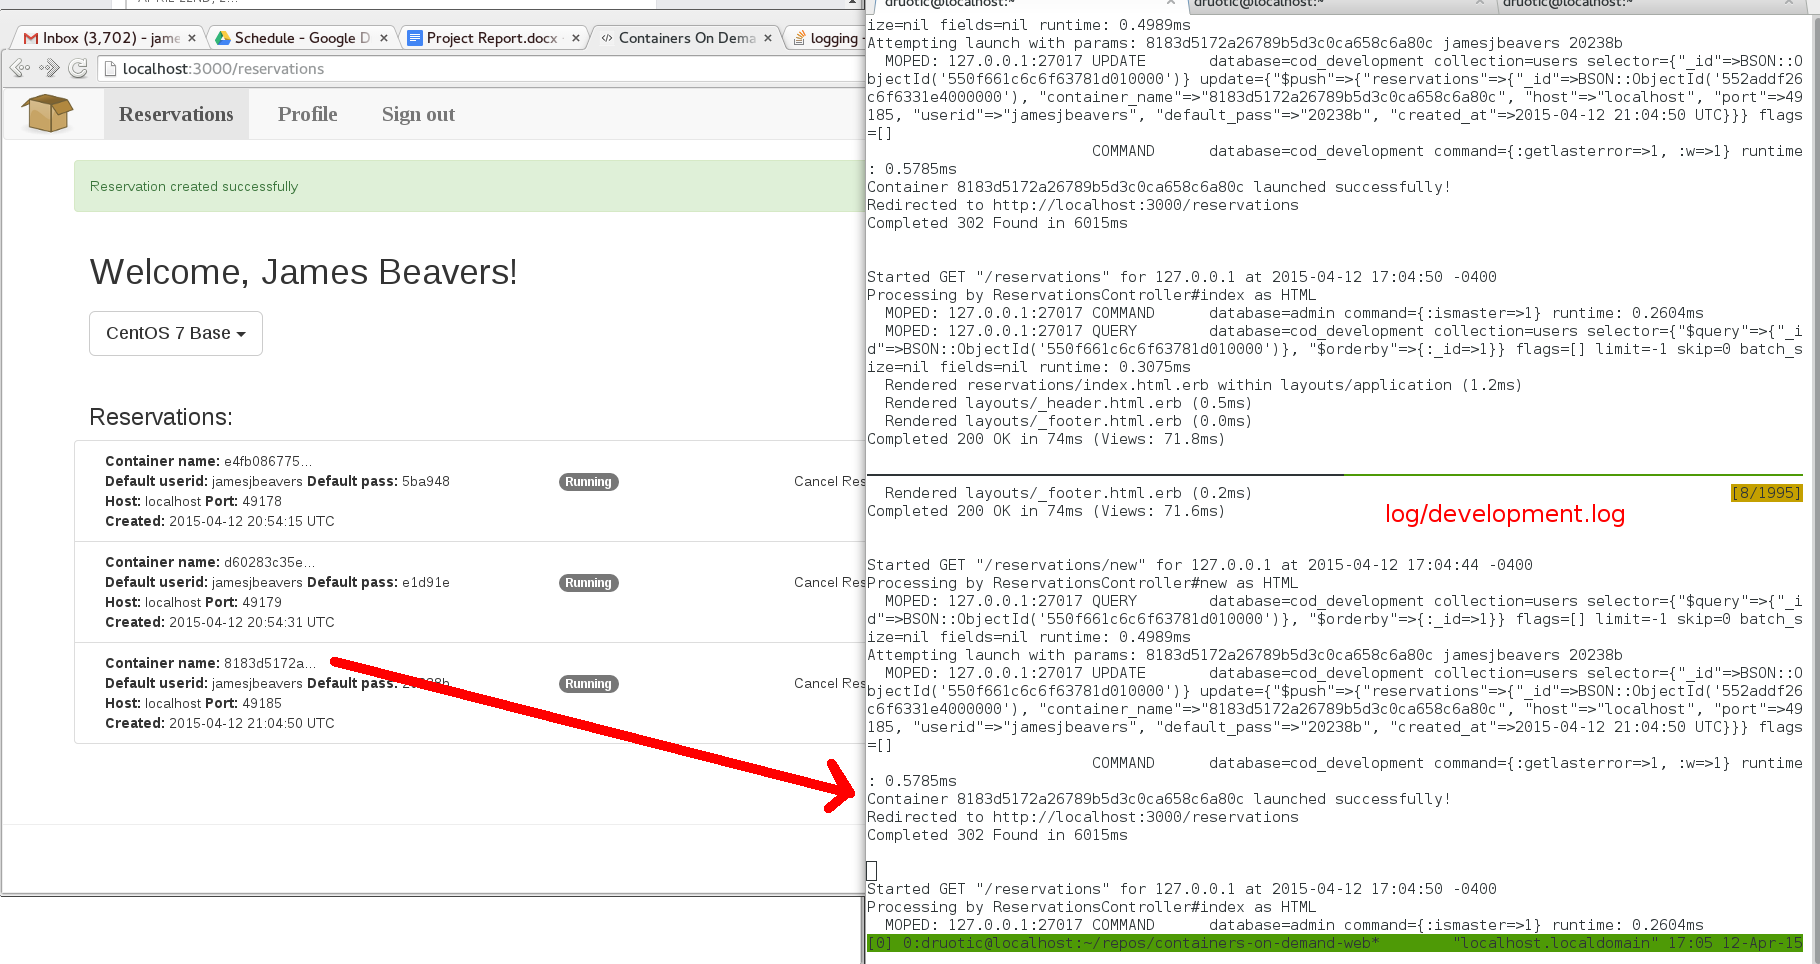 APRIL 22ND, 2...
Inbox (3,702) - jame
Schedule - Google D
Project Report.docx -
Containers On Dema
logging -
localhost:3000/reservations
Reservations
Profile
Sign out
Reservation created successfully
Welcome, James Beavers!
CentOS 7 Base
Reservations:
Container name: e4fb086775...
Default userid: jamesjbeavers Default pass: 5ba948
Host: localhost Port: 49178
Created: 2015-04-12 20:54:15 UTC
Running
Cancel Res
Container name: d60283c35e...
Default userid: jamesjbeavers Default pass: e1d91e
Host: localhost Port: 49179
Created: 2015-04-12 20:54:31 UTC
Running
Cancel Res
Container name: 8183d5172a...
Default userid: jamesjbeavers Default pass:
Host: localhost Port: 49185
Created: 2015-04-12 21:04:50 UTC
Running
Cancel Res
druotic@localhost:~
druotic@localhost:~
druotic@localhost:~
ize=nil fields=nil runtime: 0.4989ms
Attempting launch with params: 8183d5172a26789b5d3c0ca658c6a80c jamesjbeavers 20238b
MOPED: 127.0.0.1:27017 UPDATE database=cod_development collection=users selector={"_id"=>BSON::O
bjectId('550f661c6c6f63781d010000')} update={"$push"=>{"reservations"=>{"_id"=>BSON::ObjectId('552addf26
c6f6331e4000000'), "container_name"=>"8183d5172a26789b5d3c0ca658c6a80c", "host"=>"localhost", "port"=>49
185, "userid"=>"jamesjbeavers", "default_pass"=>"20238b", "created_at"=>2015-04-12 21:04:50 UTC}}} flags
=[]
COMMAND database=cod_development command={:getlasterror=>1, :w=>1} runtime
: 0.5785ms
Container 8183d5172a26789b5d3c0ca658c6a80c launched successfully!
Redirected to http://localhost:3000/reservations
Completed 302 Found in 6015ms
Started GET "/reservations" for 127.0.0.1 at 2015-04-12 17:04:50 -0400
Processing by ReservationsController#index as HTML
MOPED: 127.0.0.1:27017 COMMAND database=admin command={:ismaster=>1} runtime: 0.2604ms
MOPED: 127.0.0.1:27017 QUERY database=cod_development collection=users selector={"$query"=>{"_i
d"=>BSON::ObjectId('550f661c6c6f63781d010000')}, "$orderby"=>{:_id=>1}} flags=[] limit=-1 skip=0 batch_s
ize=nil fields=nil runtime: 0.3075ms
Rendered reservations/index.html.erb within layouts/application (1.2ms)
Rendered layouts/_header.html.erb (0.5ms)
Rendered layouts/_footer.html.erb (0.0ms)
Completed 200 OK in 74ms (Views: 71.8ms)
Rendered layouts/_footer.html.erb (0.2ms) [8/1995]
Completed 200 OK in 74ms (Views: 71.6ms)
log/development.log
Started GET "/reservations/new" for 127.0.0.1 at 2015-04-12 17:04:44 -0400
Processing by ReservationsController#new as HTML
MOPED: 127.0.0.1:27017 QUERY database=cod_development collection=users selector={"$query"=>{"_i
d"=>BSON::ObjectId('550f661c6c6f63781d010000')}, "$orderby"=>{:_id=>1}} flags=[] limit=-1 skip=0 batch_s
ize=nil fields=nil runtime: 0.4989ms
Attempting launch with params: 8183d5172a26789b5d3c0ca658c6a80c jamesjbeavers 20238b
MOPED: 127.0.0.1:27017 UPDATE database=cod_development collection=users selector={"_id"=>BSON::O
bjectId('550f661c6c6f63781d010000')} update={"$push"=>{"reservations"=>{"_id"=>BSON::ObjectId('552addf26
c6f6331e4000000'), "container_name"=>"8183d5172a26789b5d3c0ca658c6a80c", "host"=>"localhost", "port"=>49
185, "userid"=>"jamesjbeavers", "default_pass"=>"20238b", "created_at"=>2015-04-12 21:04:50 UTC}}} flags
=[]
COMMAND database=cod_development command={:getlasterror=>1, :w=>1} runtime
: 0.5785ms
Container 8183d5172a26789b5d3c0ca658c6a80c launched successfully!
Redirected to http://localhost:3000/reservations
Completed 302 Found in 6015ms
Started GET "/reservations" for 127.0.0.1 at 2015-04-12 17:04:50 -0400
Processing by ReservationsController#index as HTML
MOPED: 127.0.0.1:27017 COMMAND database=admin command={:ismaster=>1} runtime: 0.2604ms
[0] 0:druotic@localhost:~/repos/containers-on-demand-web* "localhost.localdomain" 17:05 12-Apr-15